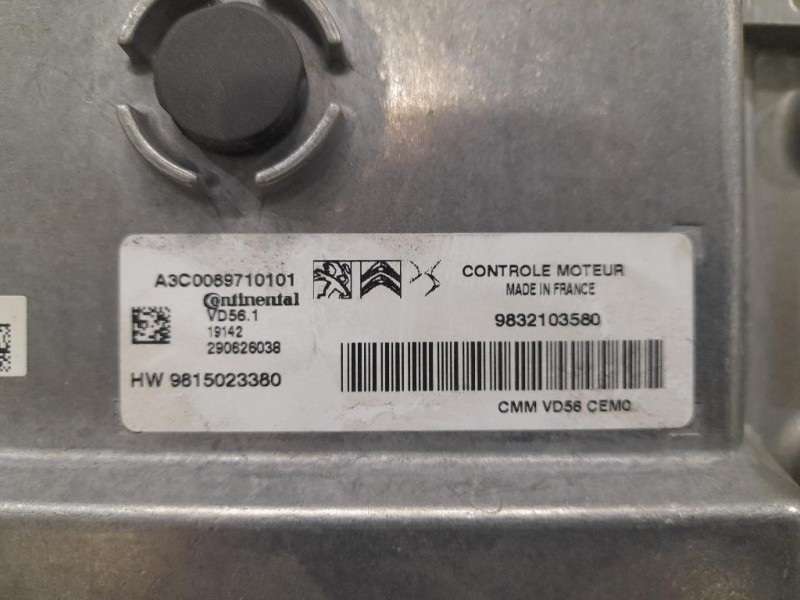 A3C0089710101
Continental
VD56.1
19142
290626038
HW 9815023380
CONTROLE MOTEUR
MADE IN FRANCE
9832103580
CMM VD56 CEM0